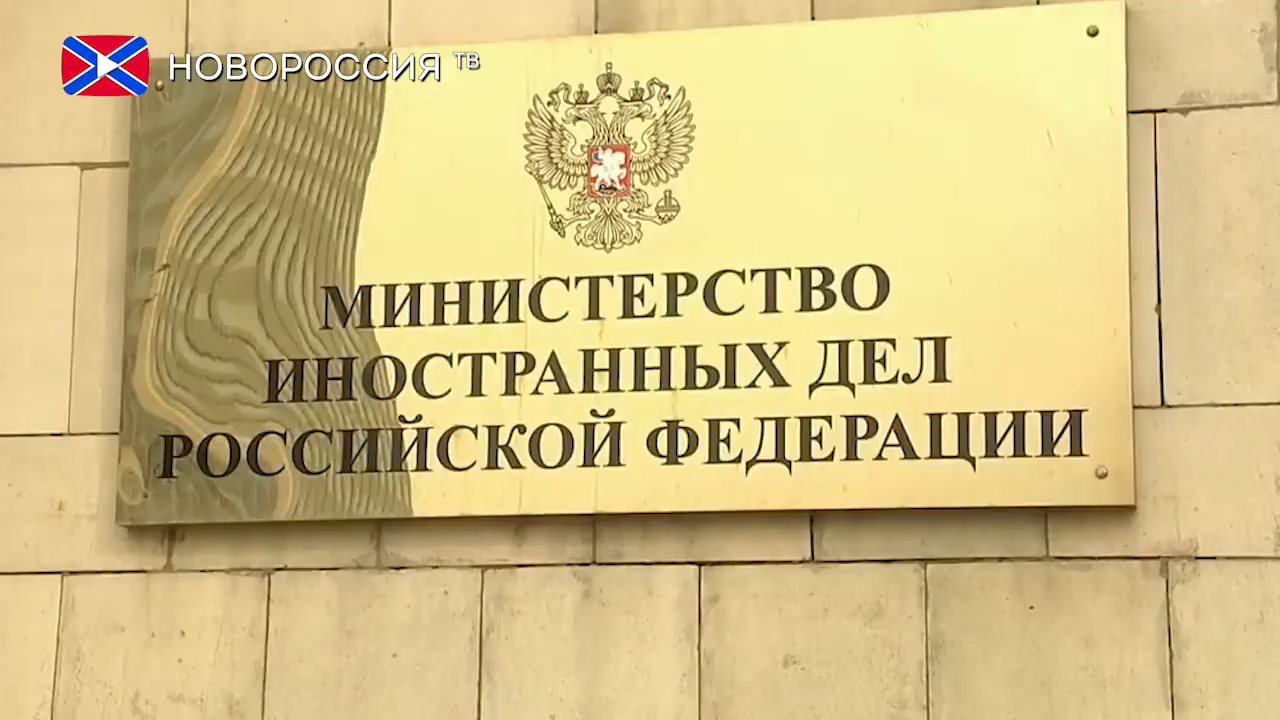 НОВОРОССИЯ ТВ
МИНИСТЕРСТВО
ИНОСТРАННЫХ ДЕЛ
РОССИЙСКОЙ ФЕДЕРАЦИИ